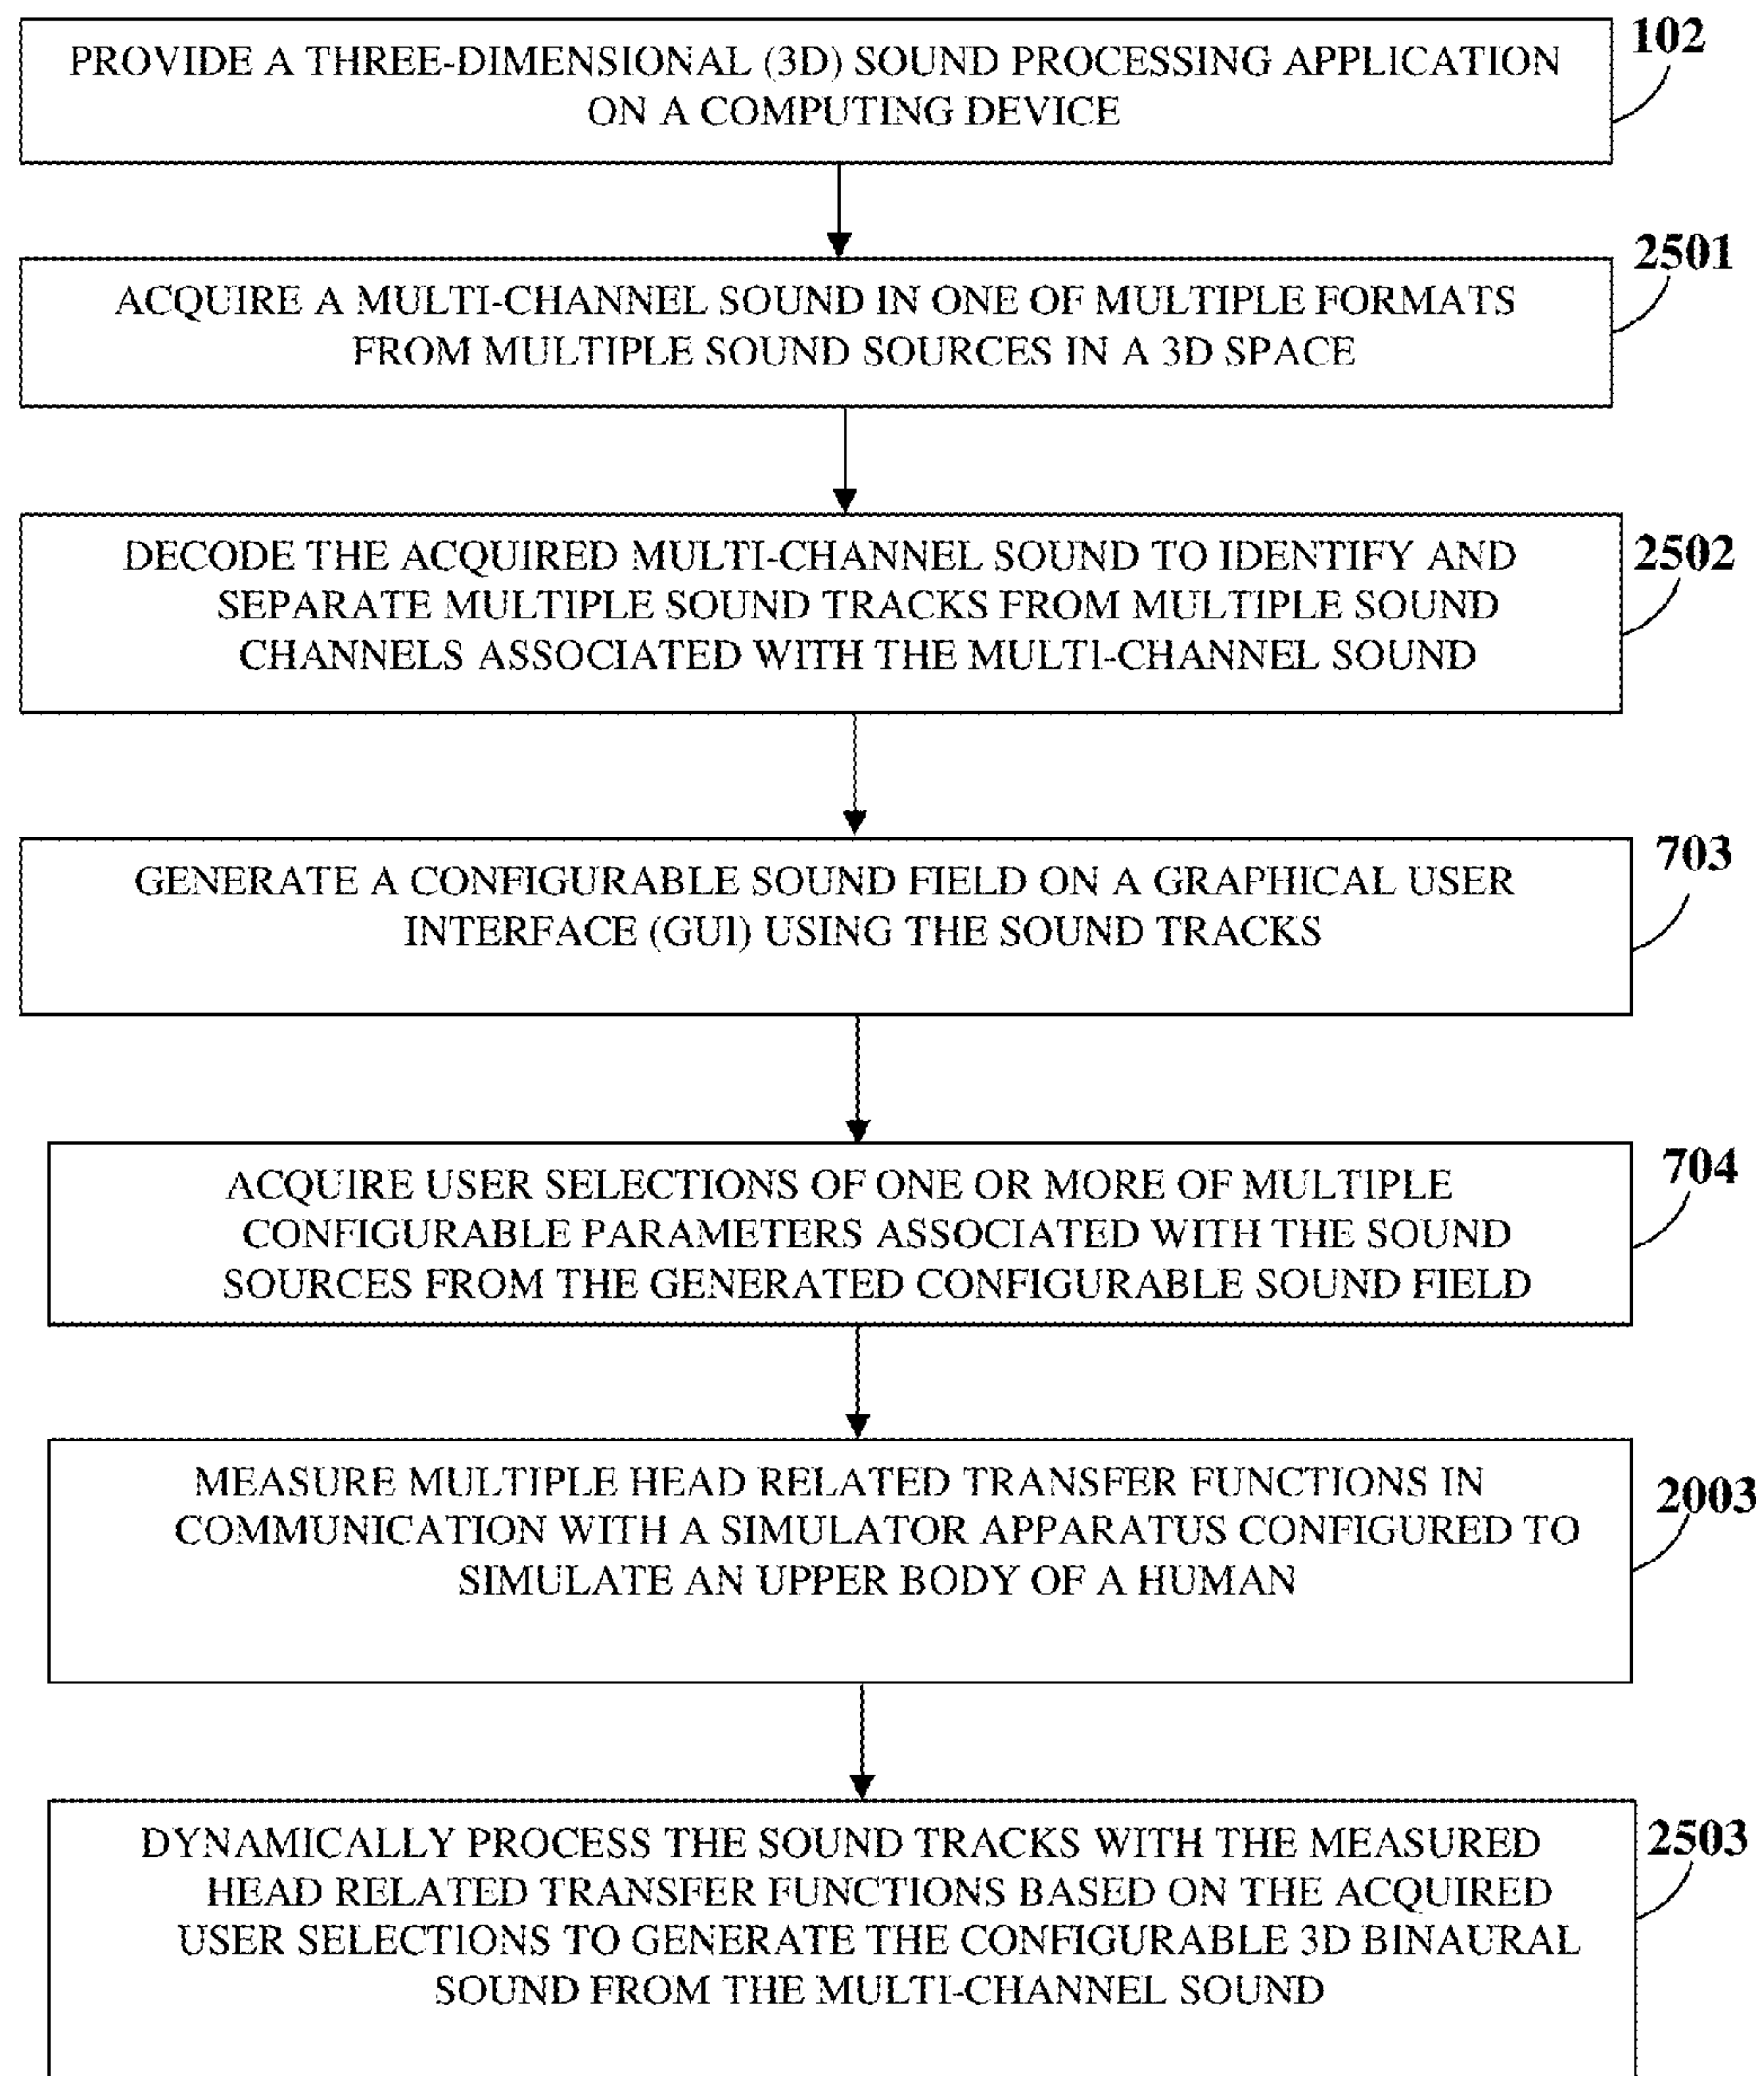 PROVIDE A THREE-DIMENSIONAL (3D) SOUND PROCESSING APPLICATION
ON A COMPUTING DEVICE
102
ACQUIRE A MULTI-CHANNEL SOUND IN ONE OF MULTIPLE FORMATS
FROM MULTIPLE SOUND SOURCES IN A 3D SPACE
2501
DECODE THE ACQUIRED MULTI-CHANNEL SOUND TO IDENTIFY AND
SEPARATE MULTIPLE SOUND TRACKS FROM MULTIPLE SOUND
CHANNELS ASSOCIATED WITH THE MULTI-CHANNEL SOUND
2502
GENERATE A CONFIGURABLE SOUND FIELD ON A GRAPHICAL USER
INTERFACE (GUI) USING THE SOUND TRACKS
703
ACQUIRE USER SELECTIONS OF ONE OR MORE OF MULTIPLE
CONFIGURABLE PARAMETERS ASSOCIATED WITH THE SOUND
SOURCES FROM THE GENERATED CONFIGURABLE SOUND FIELD
704
MEASURE MULTIPLE HEAD RELATED TRANSFER FUNCTIONS IN
COMMUNICATION WITH A SIMULATOR APPARATUS CONFIGURED TO
SIMULATE AN UPPER BODY OF A HUMAN
2003
DYNAMICALLY PROCESS THE SOUND TRACKS WITH THE MEASURED
HEAD RELATED TRANSFER FUNCTIONS BASED ON THE ACQUIRED
USER SELECTIONS TO GENERATE THE CONFIGURABLE 3D BINAURAL
SOUND FROM THE MULTI-CHANNEL SOUND
2503